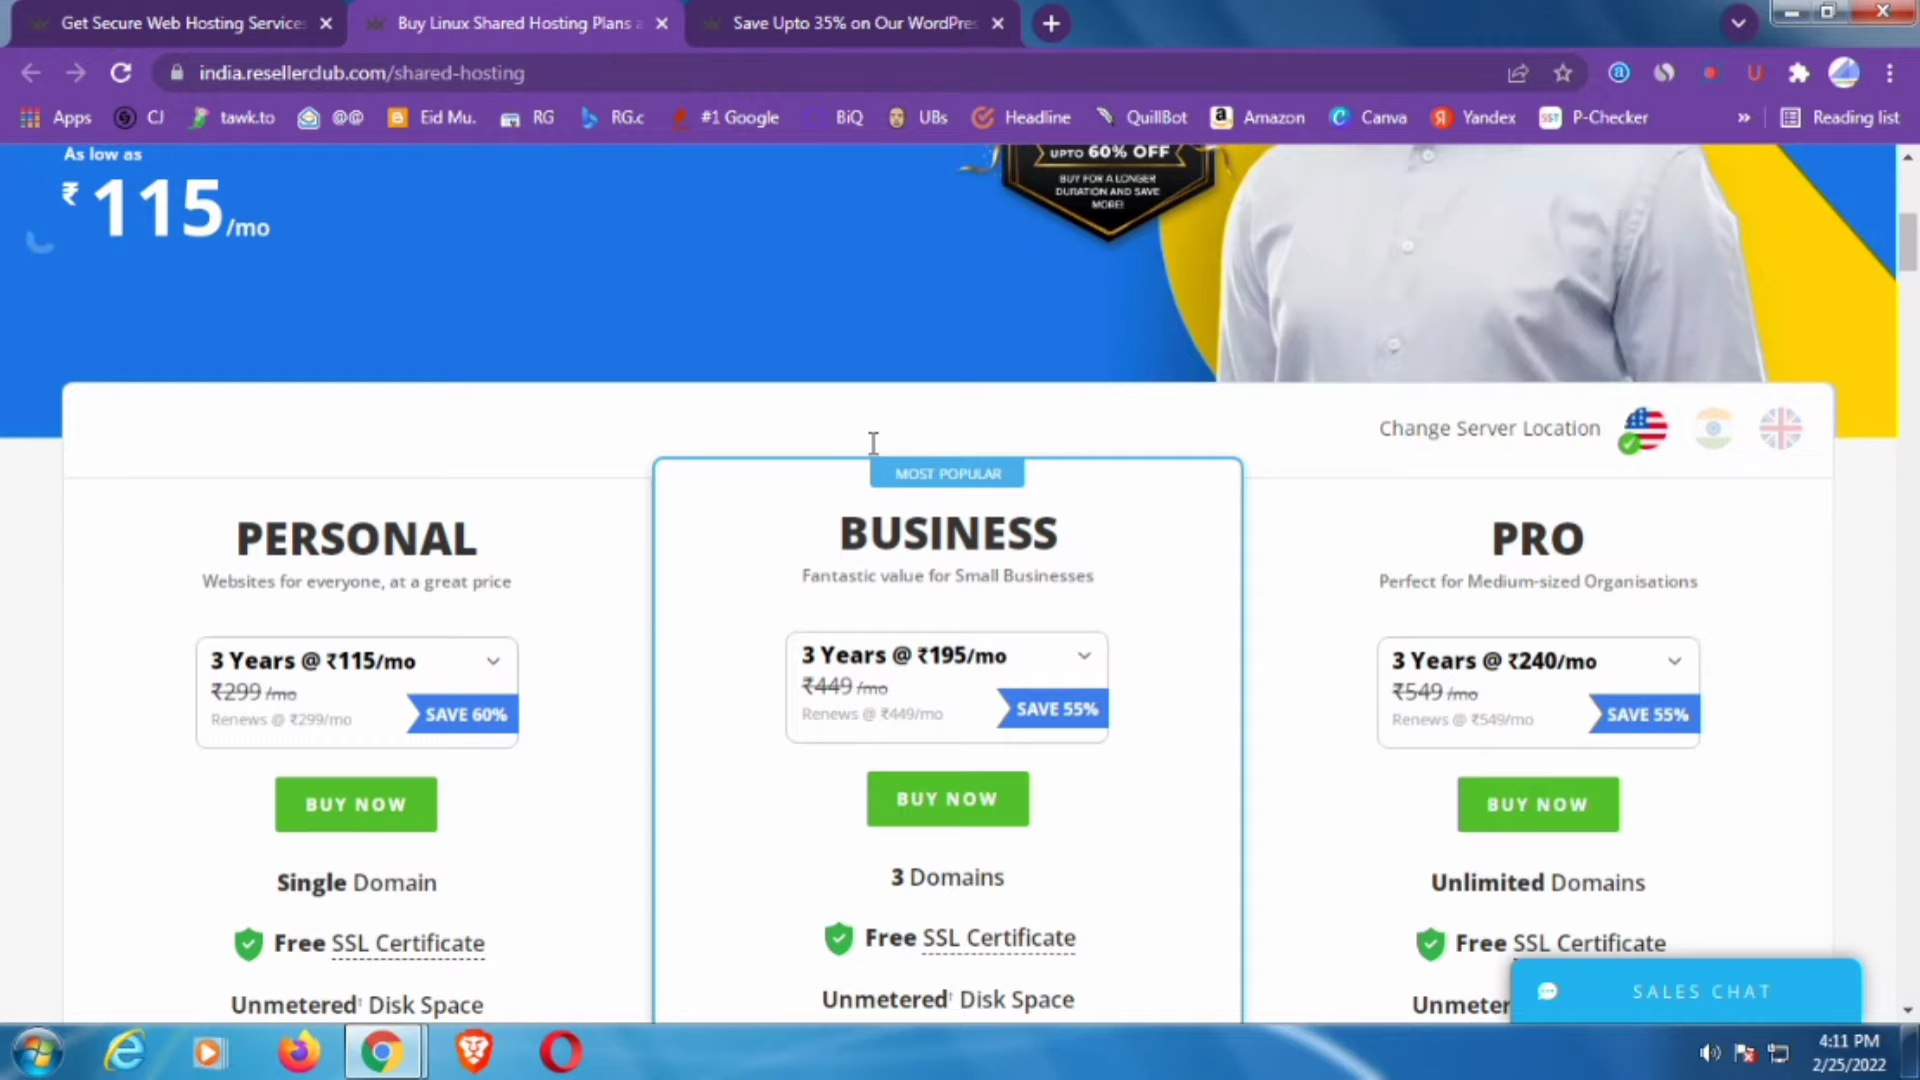 Get Secure Web Hosting Services
Buy Linux Shared Hosting Plans a
Save Upto 35% on Our WordPres
india.resellerclub.com/shared-hosting
Apps
CJ
tawk.to
@@
Eid Mu.
RG
RG.c
#1 Google
BiQ
UBs
Headline
QuillBot
Amazon
Canva
Yandex
SST
P-Checker
»
Reading list
As low as
₹ 115/mo
UPTO 60% OFF
BUY FOR A LONGER
DURATION AND SAVE
MORE!
Change Server Location
MOST POPULAR
PERSONAL
Websites for everyone, at a great price
3 Years @ ₹115/mo
₹299 /mo
Renews @ ₹299/mo
SAVE 60%
BUY NOW
Single Domain
Free SSL Certificate
Unmetered† Disk Space
BUSINESS
Fantastic value for Small Businesses
3 Years @ ₹195/mo
₹449 /mo
Renews @ ₹449/mo
SAVE 55%
BUY NOW
3 Domains
Free SSL Certificate
Unmetered† Disk Space
PRO
Perfect for Medium-sized Organisations
3 Years @ ₹240/mo
₹549 /mo
Renews @ ₹549/mo
SAVE 55%
BUY NOW
Unlimited Domains
Free SSL Certificate
Unmeter
SALES CHAT
4:11 PM
2/25/2022